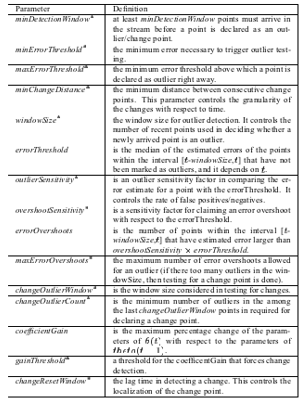 Parameter Definition
minDetectionWindow* at least minDetectionWindow points must arrive in
the stream before a point is declared as an out-
lier/change point.
minErrorThreshold* the minimum error necessary to trigger outlier test-
ing.
maxErrorThreshold* the minimum error threshold above which a point is
declared as outlier right away.
minChangeDistance* the minimum distance between consecutive change
points. This parameter controls the granularity of
the changes with respect to time.
windowSize* the window size for outlier detection. It controls the
number of recent points used in deciding whether a
newly arrived point is an outlier.
errorThreshold is the median of the estimated errors of the points
within the interval [t-windowSize,t] that have not
been marked as outliers, and it depends on t.
outlierSensitivity* is an outlier sensitivity factor in comparing the er-
ror estimate for a point with the errorThreshold. It
controls the rate of false positives/negatives.
overshootSensitivity* is a sensitivity factor for claiming an error overshoot
with respect to the errorThreshold.
errorOvershoots is the number of points within the interval [t-
windowSize,t] that have estimated error larger than
overshootSensitivity × errorThreshold.
maxErrorOvershoots* the maximum number of error overshoots allowed
for an outlier (if there too many outliers in the win-
dowSize, then testing for a change point is done).
changeOutlierWindow* is the window size considered in testing for changes.
changeOutlierCount* is the minimum number of outliers in the among
the last changeOutlierWindow points in required for
declaring a change point.
coefficientGain is the maximum percentage change of the param-
eters of θ(t) with respect to the parameters of
theta(t 1).
gainThreshold* a threshold for the coefficentGain that forces change
detection.
changeResetWindow* the lag time in detecting a change. This controls the
localization of the change point.